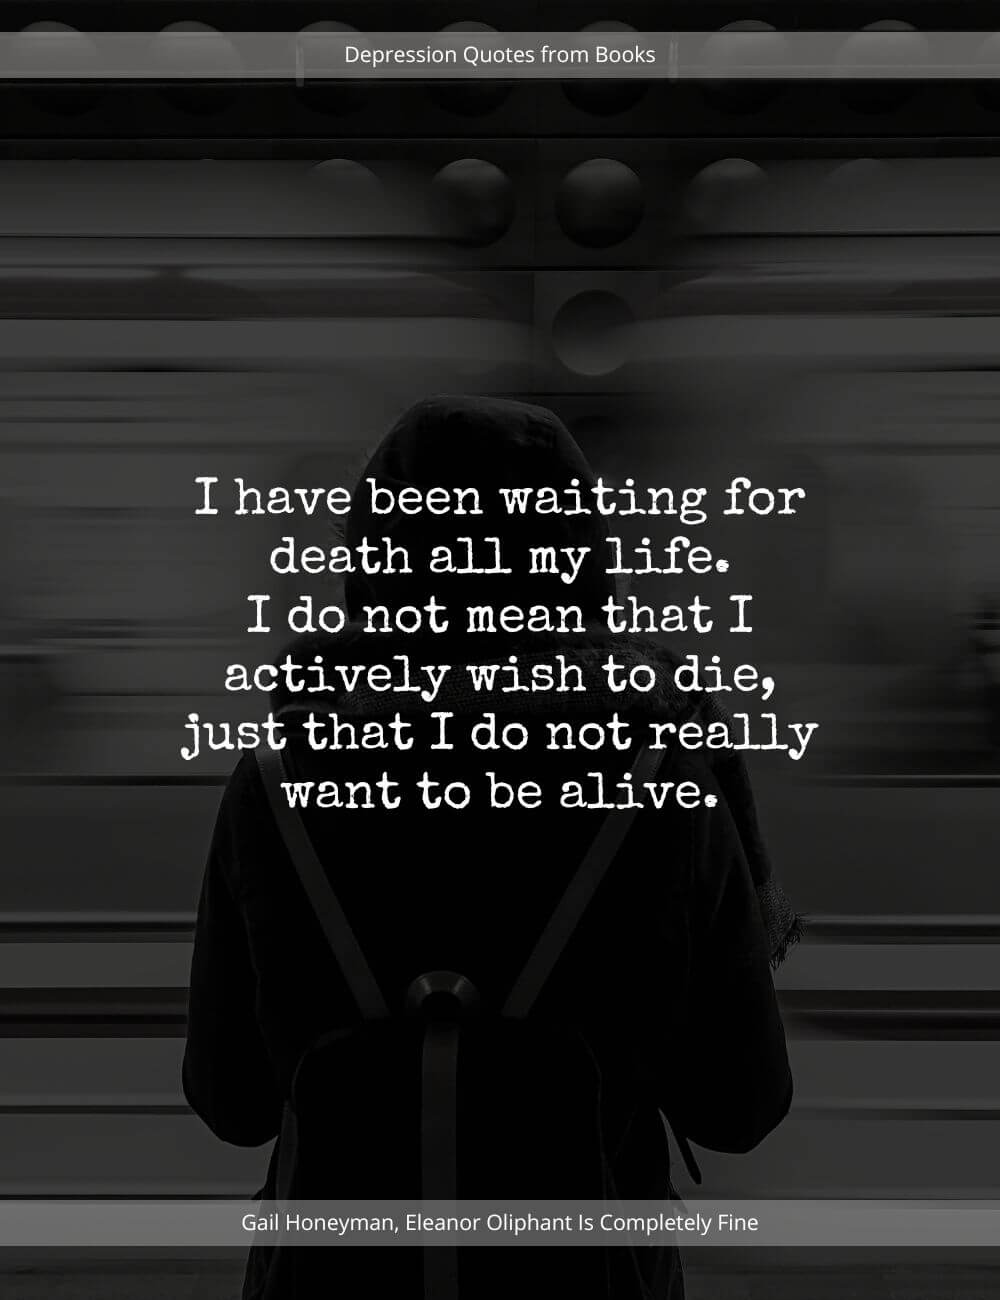 Depression Quotes from Books
I have been waiting for
death all my life.
I do not mean that I
actively wish to die,
just that I do not really
want to be alive.
Gail Honeyman, Eleanor Oliphant Is Completely Fine